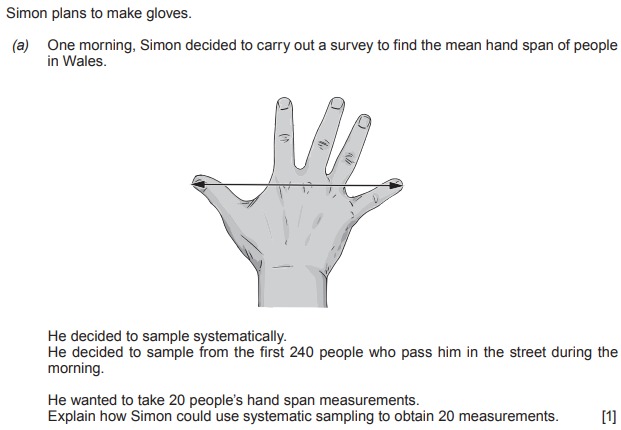 Simon plans to make gloves.
(a) One morning, Simon decided to carry out a survey to find the mean hand span of people
in Wales.
He decided to sample systematically.
He decided to sample from the first 240 people who pass him in the street during the
morning.
He wanted to take 20 people's hand span measurements.
Explain how Simon could use systematic sampling to obtain 20 measurements. [1]